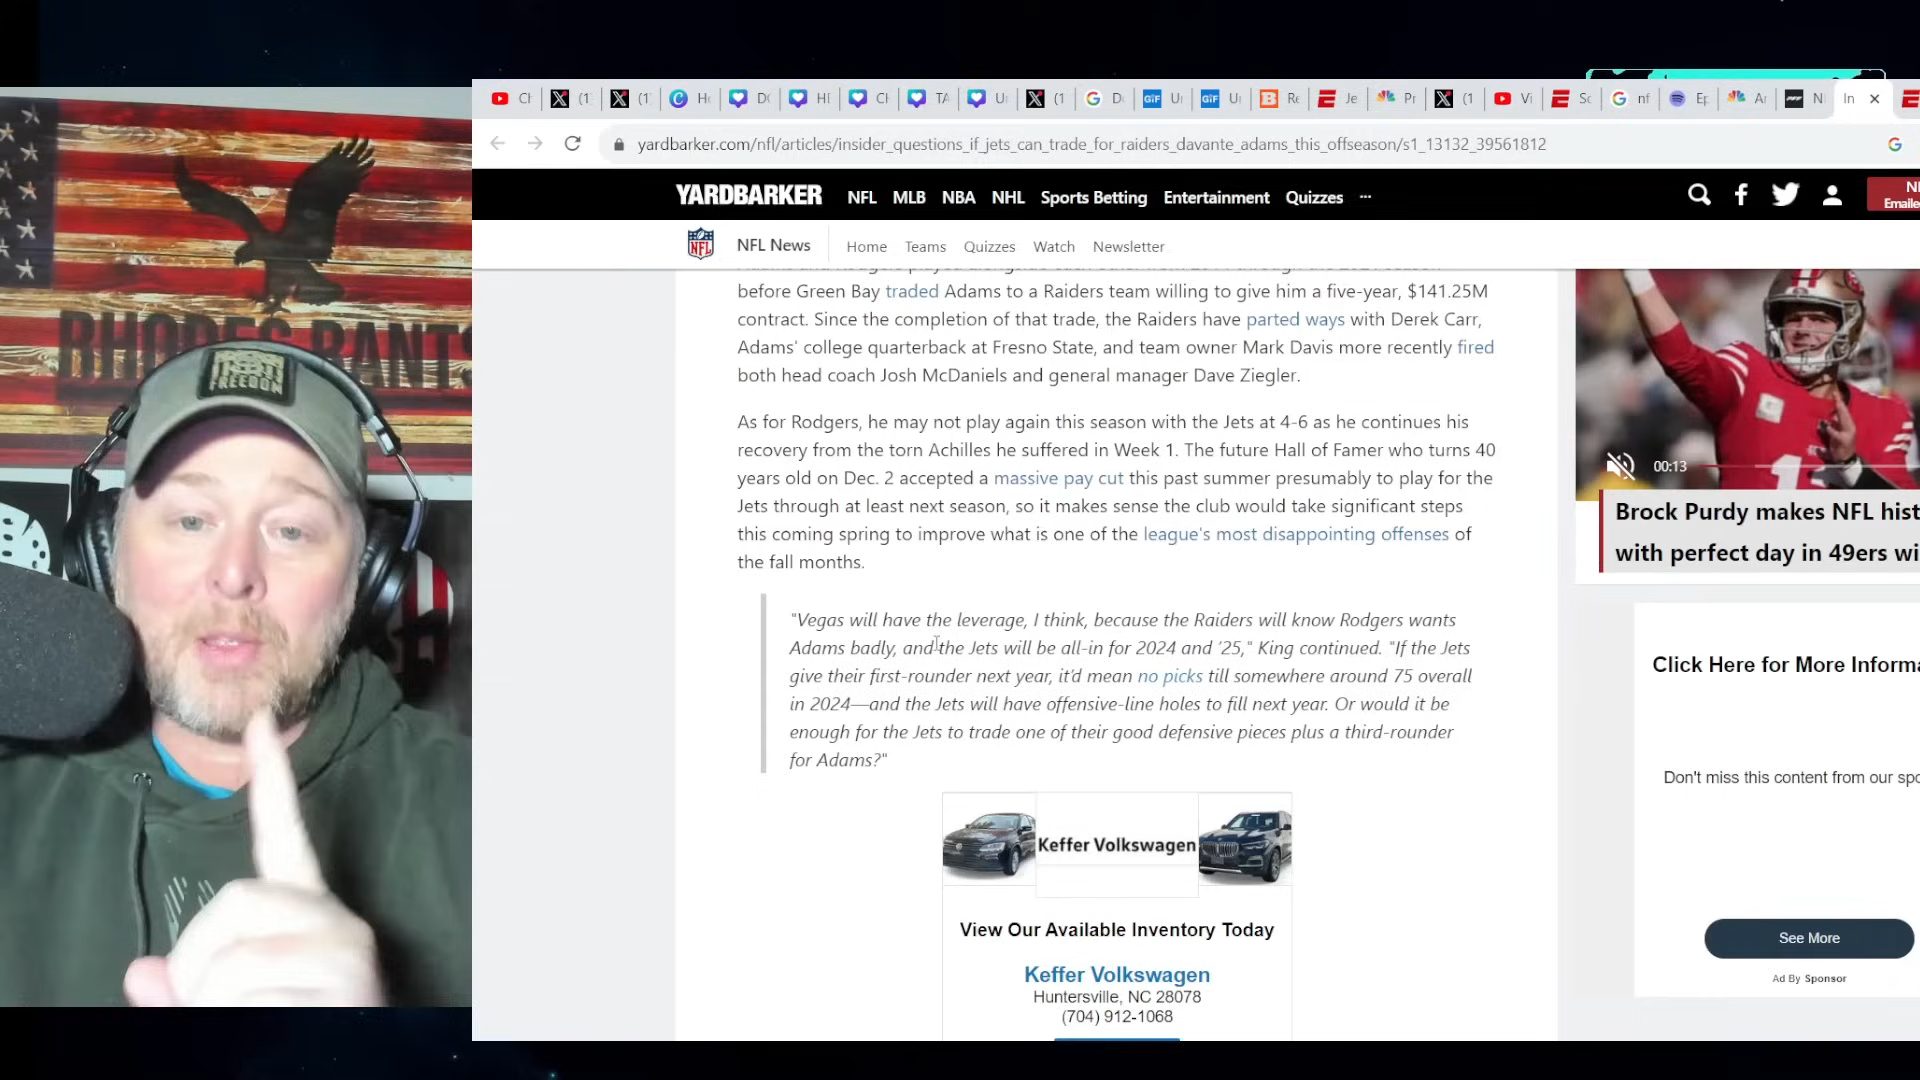 RHODES RANTS
FREEDOM
yardbarker.com/nfl/articles/insider_questions_if_jets_can_trade_for_raiders_davante_adams_this_offseason/s1_13132_39561812
YARDBARKER NFL MLB NBA NHL Sports Betting Entertainment Quizzes ...
Emaile
NFL News Home Teams Quizzes Watch Newsletter
before Green Bay traded Adams to a Raiders team willing to give him a five-year, $141.25M
contract. Since the completion of that trade, the Raiders have parted ways with Derek Carr,
Adams' college quarterback at Fresno State, and team owner Mark Davis more recently fired
both head coach Josh McDaniels and general manager Dave Ziegler.
As for Rodgers, he may not play again this season with the Jets at 4-6 as he continues his
recovery from the torn Achilles he suffered in Week 1. The future Hall of Famer who turns 40
years old on Dec. 2 accepted a massive pay cut this past summer presumably to play for the
Jets through at least next season, so it makes sense the club would take significant steps
this coming spring to improve what is one of the league's most disappointing offenses of
the fall months.
"Vegas will have the leverage, I think, because the Raiders will know Rodgers wants
Adams badly, and the Jets will be all-in for 2024 and '25," King continued. "If the Jets
give their first-rounder next year, it'd mean no picks till somewhere around 75 overall
in 2024—and the Jets will have offensive-line holes to fill next year. Or would it be
enough for the Jets to trade one of their good defensive pieces plus a third-rounder
for Adams?"
Keffer Volkswagen
View Our Available Inventory Today
Keffer Volkswagen
Huntersville, NC 28078
(704) 912-1068
00:13
Brock Purdy makes NFL hist
with perfect day in 49ers wi
Click Here for More Informa
Don't miss this content from our spo
See More
Ad By Sponsor